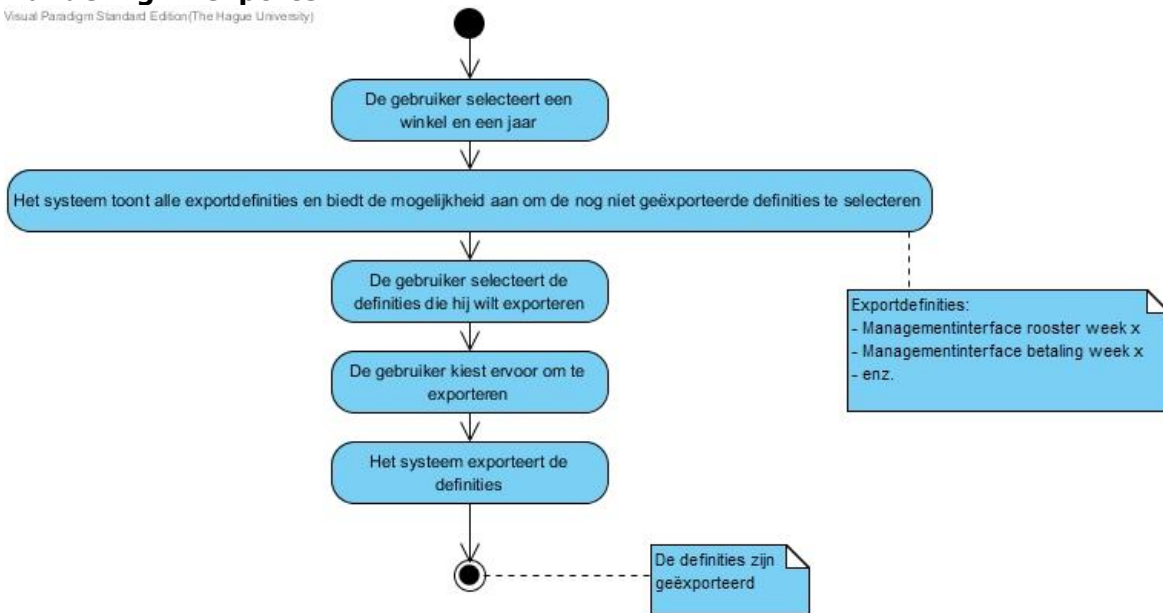 Visual Paradigm Standard Edition(The Hague University)
De gebruiker selecteert een
winkel en een jaar
Het systeem toont alle exportdefinities en biedt de mogelijkheid aan om de nog niet geëxporteerde definities te selecteren
De gebruiker selecteert de
definities die hij wilt exporteren
Exportdefinities:
- Managementinterface rooster week x
- Managementinterface betaling week x
- enz.
De gebruiker kiest ervoor om te
exporteren
Het systeem exporteert de
definities
De definities zijn
geëxporteerd